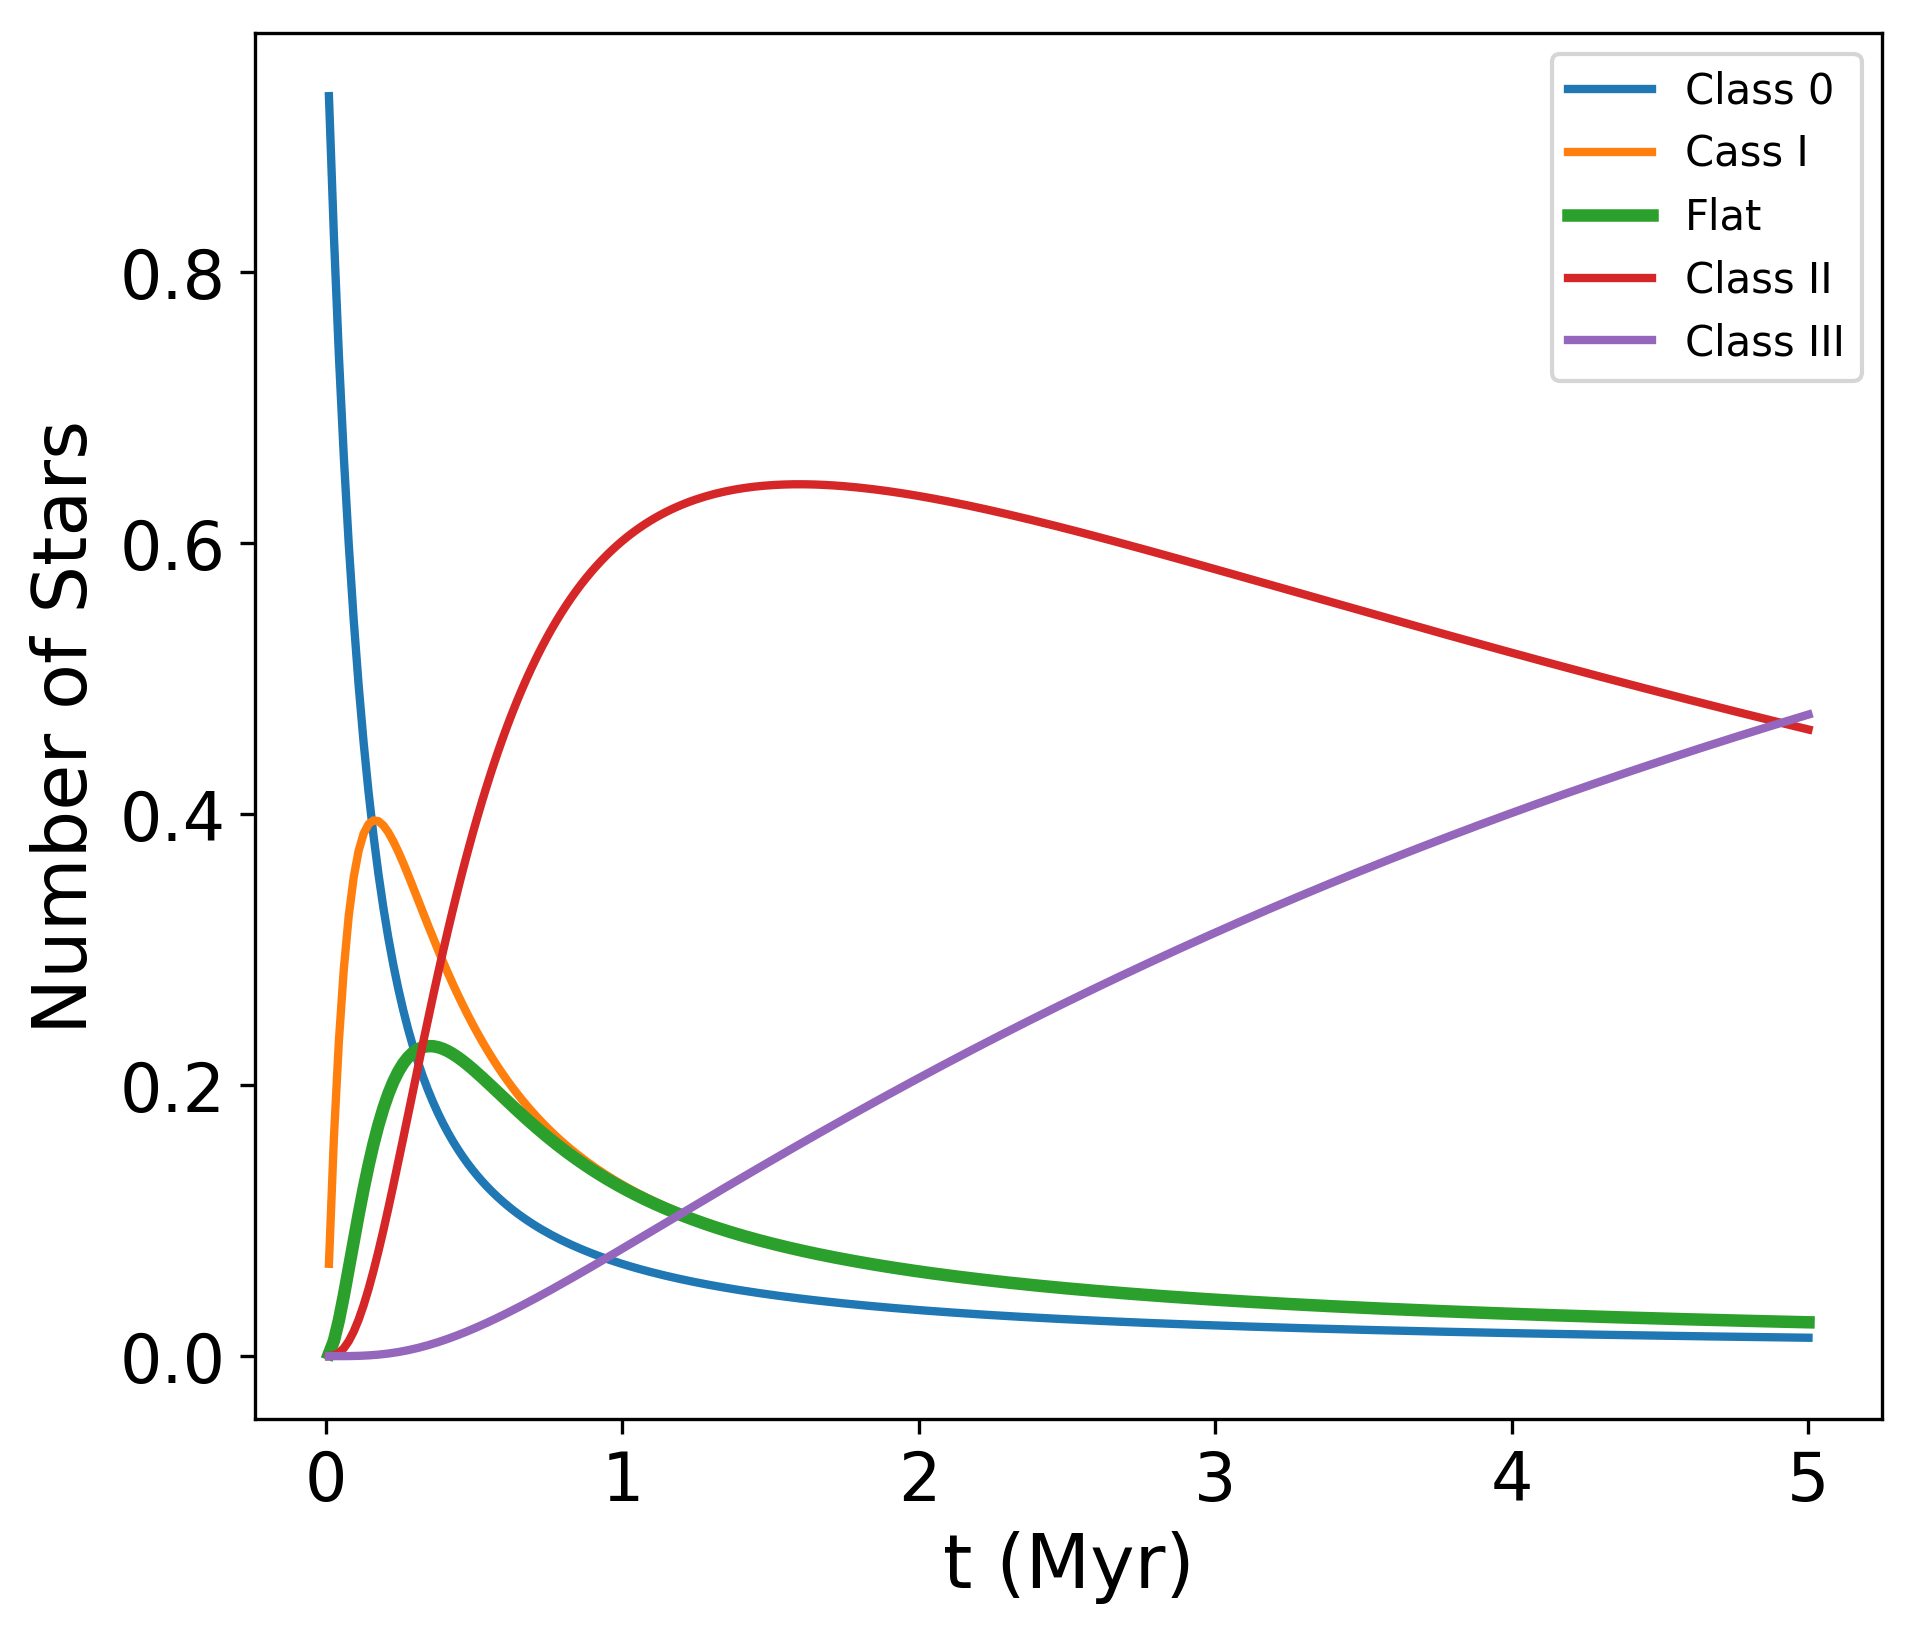 Class 0
Cass I
Flat
Class II
Class III
Number of Stars
0.8
0.6
0.4
0.2
0.0
0 1 2 3 4 5
t (Myr)